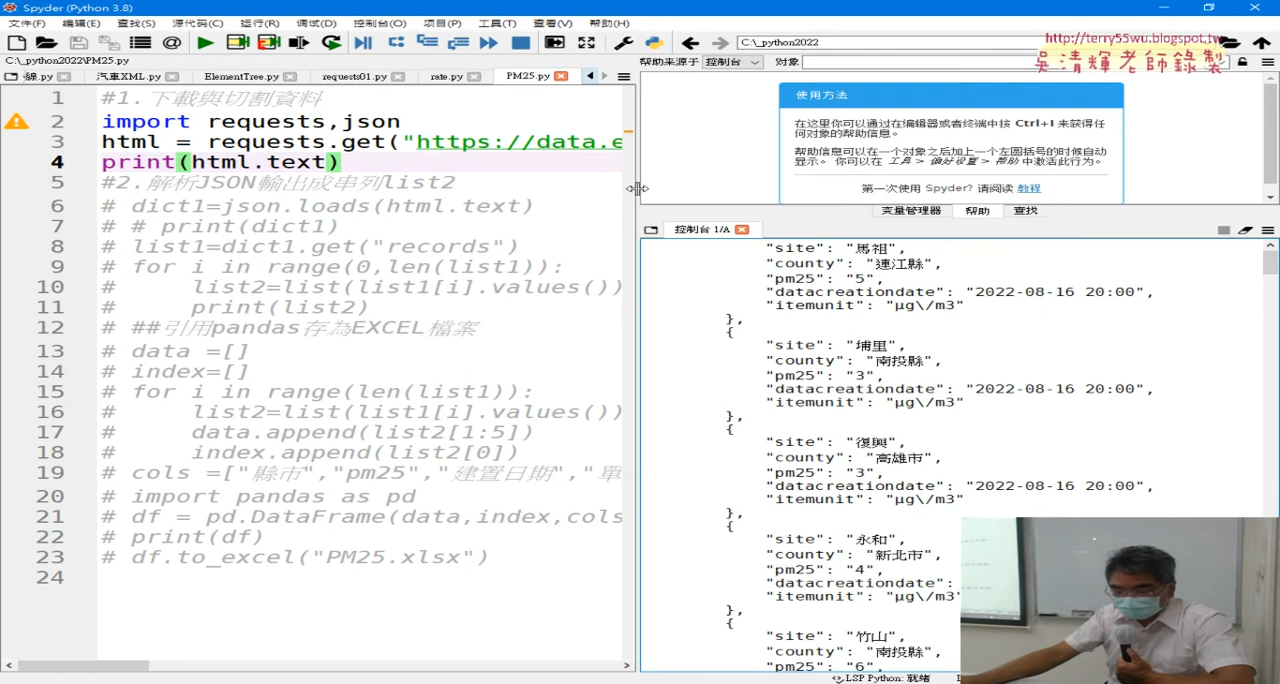 Spyder (Python 3.8)
文件(F) 编辑(E) 查找(S) 源代码(C) 运行(R) 调试(D) 控制台(O) 项目(P) 工具(T) 查看(V) 帮助(H)
C:\_python2022
http://terry55wu.blogspot.tw
吳清輝老師錄製
C:\_python2022\PM25.py
線.py 汽車XML.py ElementTree.py requests01.py rate.py PM25.py
帮助来源于 控制台 对象
1 #1.下載與切割資料
2 import requests,json
3 html = requests.get("https://data.e
4 print(html.text)
5 #2.解析JSON輸出成串列list2
6 # dict1=json.loads(html.text)
7 # # print(dict1)
8 # list1=dict1.get("records")
9 # for i in range(0,len(list1)):
10 #     list2=list(list1[i].values())
11 #     print(list2)
12 # ##引用pandas存為EXCEL檔案
13 # data =[]
14 # index=[]
15 # for i in range(len(list1)):
16 #     list2=list(list1[i].values())
17 #     data.append(list2[1:5])
18 #     index.append(list2[0])
19 # cols =["縣市","pm25","建置日期","單
20 # import pandas as pd
21 # df = pd.DataFrame(data,index,cols
22 # print(df)
23 # df.to_excel("PM25.xlsx")
24
使用方法
在这里你可以通过在编辑器或者终端中按 Ctrl+I 来获得任
何对象的帮助信息。
帮助信息可以在一个对象之后加上一个左圆括号的时候自动
显示。 你可以在 工具 > 偏好设置 > 帮助 中激活此行为。
第一次使用 Spyder? 请阅读 教程
变量管理器 帮助 查找
控制台 1/A
"site": "馬祖",
"county": "連江縣",
"pm25": "5",
"datacreationdate": "2022-08-16 20:00",
"itemunit": "μg\/m3"
},
{
"site": "埔里",
"county": "南投縣",
"pm25": "3",
"datacreationdate": "2022-08-16 20:00",
"itemunit": "μg\/m3"
},
{
"site": "復興",
"county": "高雄市",
"pm25": "3",
"datacreationdate": "2022-08-16 20:00",
"itemunit": "μg\/m3"
},
{
"site": "永和",
"county": "新北市",
"pm25": "4",
"datacreationdate":
"itemunit": "μg\/m3"
},
{
"site": "竹山",
"county": "南投縣",
"pm25": "6",
LSP Python: 就绪